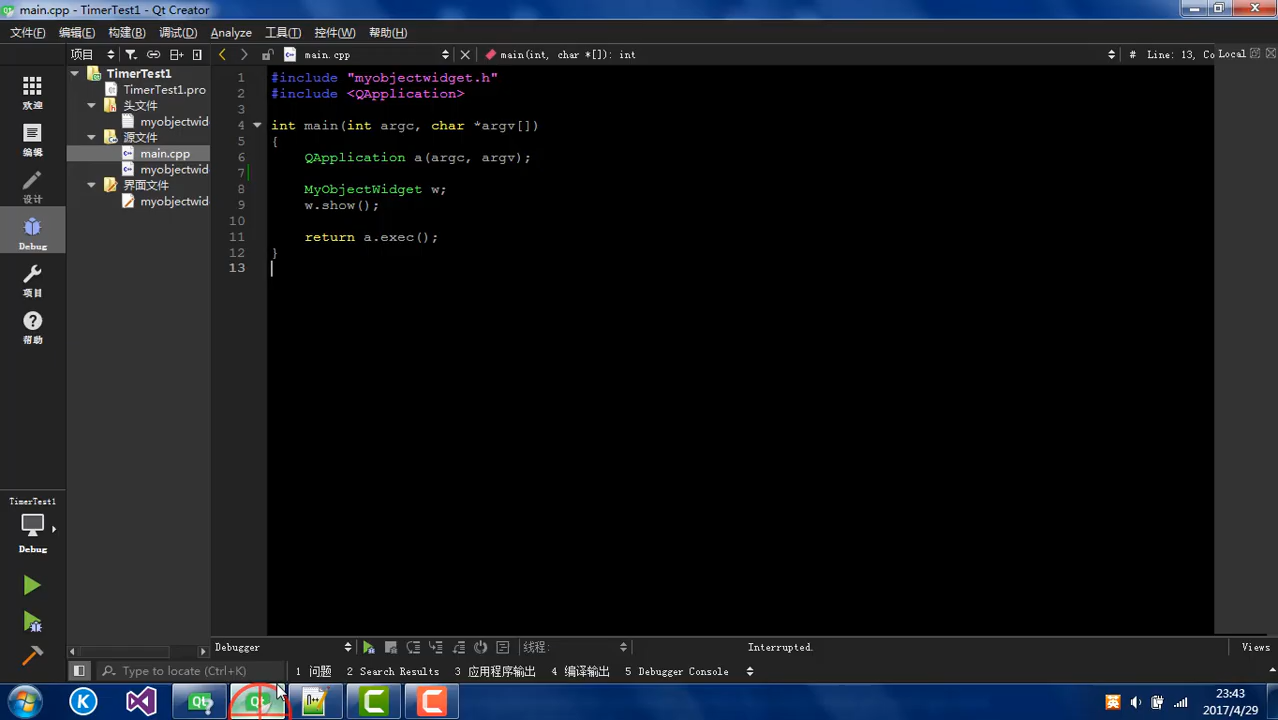 main.cpp - TimerTest1 - Qt Creator
文件(F) 编辑(E) 构建(B) 调试(D) Analyze 工具(T) 控件(W) 帮助(H)
项目 main.cpp main(int, char *[]): int # Line: 13, Co Local
欢迎
编辑
设计
Debug
项目
帮助
TimerTest1
TimerTest1.pro
头文件
myobjectwid
源文件
main.cpp
myobjectwid
界面文件
myobjectwid
1 #include "myobjectwidget.h"
2 #include <QApplication>
3
4 int main(int argc, char *argv[])
5 {
6 QApplication a(argc, argv);
7
8 MyObjectWidget w;
9 w.show();
10
11 return a.exec();
12 }
13
TimerTest1
Debug
Debugger 线程: Interrupted. Views
Type to locate (Ctrl+K) 1 问题 2 Search Results 3 应用程序输出 4 编译输出 5 Debugger Console
23:43
2017/4/29